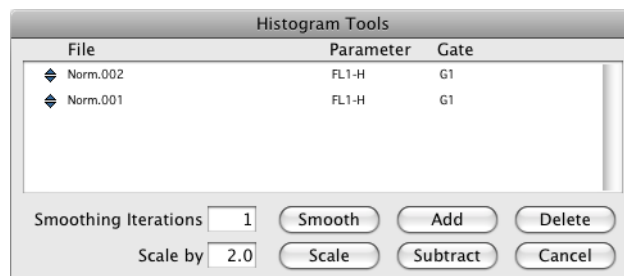 Histogram Tools
File Parameter Gate
Norm.002 FL1-H G1
Norm.001 FL1-H G1
Smoothing Iterations 1 Smooth Add Delete
Scale by 2.0 Scale Subtract Cancel